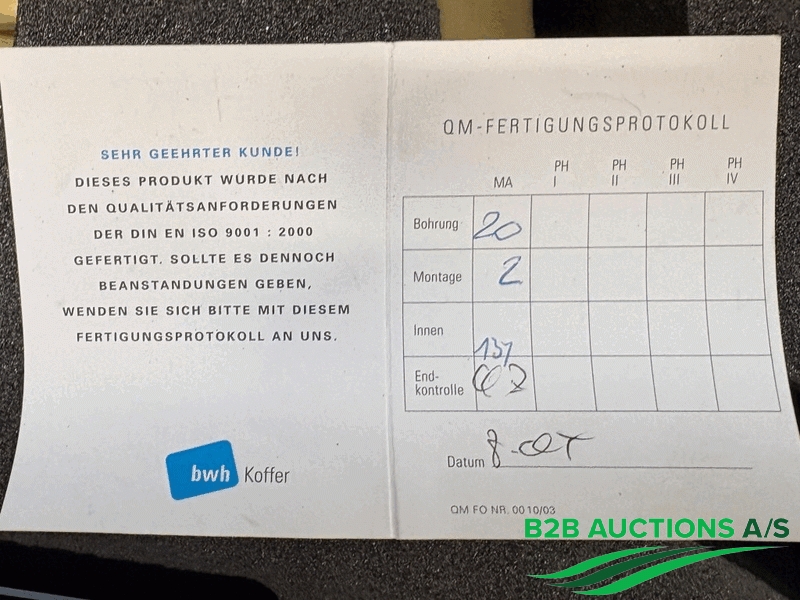 SEHR GEEHRTER KUNDE!
DIESES PRODUKT WURDE NACH
DEN QUALITÄTSANFORDERUNGEN
DER DIN EN ISO 9001 : 2000
GEFERTIGT. SOLLTE ES DENNOCH
BEANSTANDUNGEN GEBEN,
WENDEN SIE SICH BITTE MIT DIESEM
FERTIGUNGSPROTOKOLL AN UNS.
bwh Koffer
QM-FERTIGUNGSPROTOKOLL
MA PH I PH II PH III PH IV
Bohrung 20
Montage 2
Innen 137
End-
kontrolle
Datum
QM FO NR. 0010/03
B2B AUCTIONS A/S